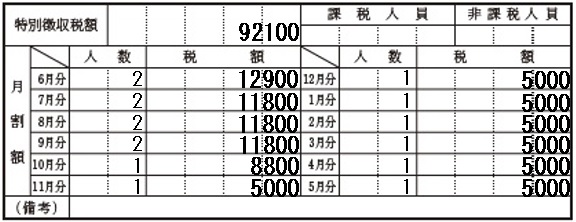 特別徴収税額 92100 課税人員 非課税人員
月割額 人数 税額 人数 税額
6月分 2 12900 12月分 1 5000
7月分 2 11800 1月分 1 5000
8月分 2 11800 2月分 1 5000
9月分 2 11800 3月分 1 5000
10月分 1 8800 4月分 1 5000
11月分 1 5000 5月分 1 5000
(備考)